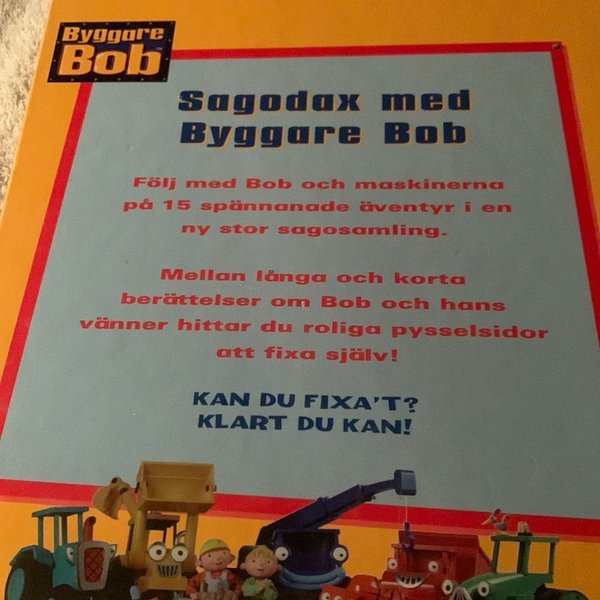 Byggare
Bob™
Sagodax med
Byggare Bob
Följ med Bob och maskinerna
på 15 spännanade äventyr i en
ny stor sagosamling.
Mellan långa och korta
berättelser om Bob och hans
vänner hittar du roliga pysselsidor
att fixa själv!
KAN DU FIXA'T?
KLART DU KAN!